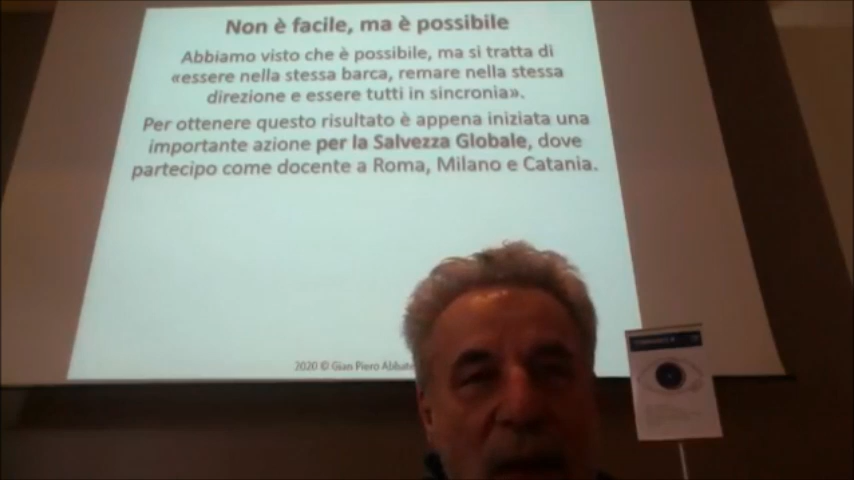 Non è facile, ma è possibile
Abbiamo visto che è possibile, ma si tratta di
«essere nella stessa barca, remare nella stessa
direzione e essere tutti in sincronia».
Per ottenere questo risultato è appena iniziata una
importante azione per la Salvezza Globale, dove
partecipo come docente a Roma, Milano e Catania.
2020 © Gian Piero Abbate